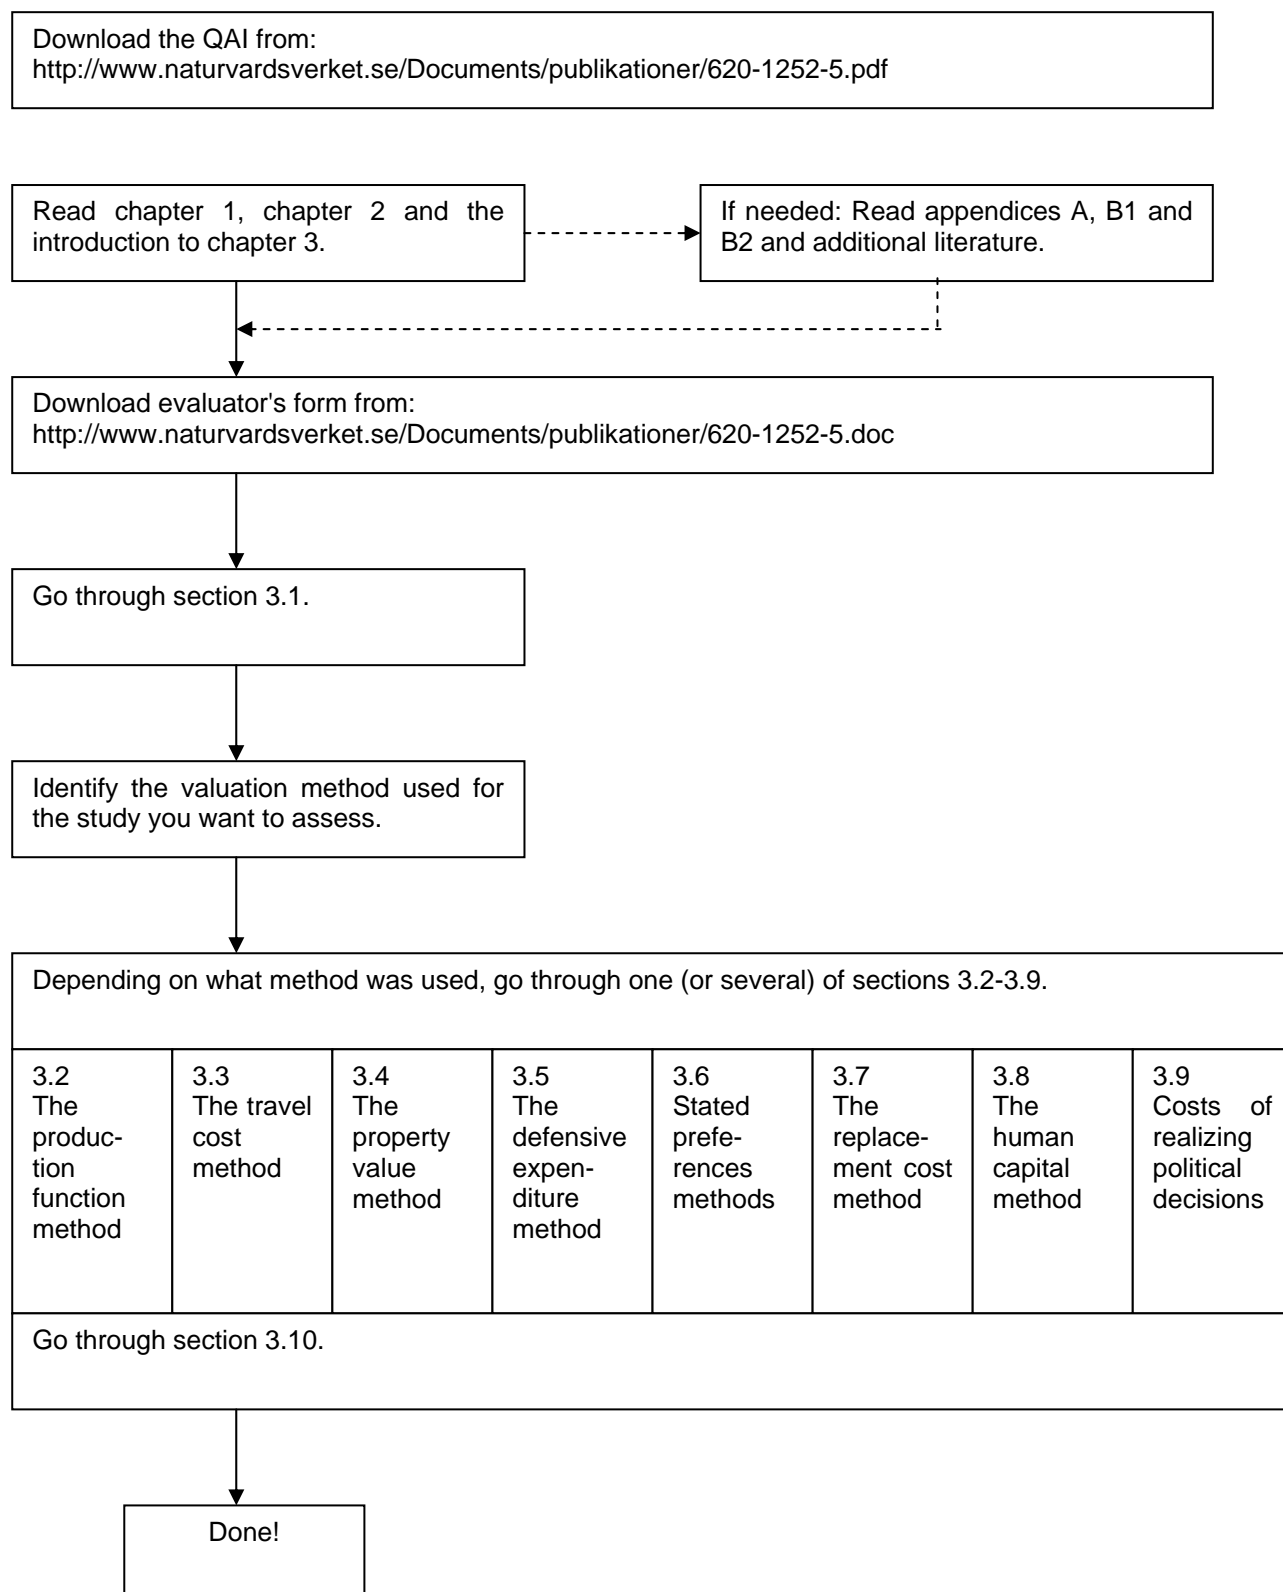 Download the QAI from:
http://www.naturvardsverket.se/Documents/publikationer/620-1252-5.pdf
Read chapter 1, chapter 2 and the
introduction to chapter 3.
If needed: Read appendices A, B1 and
B2 and additional literature.
Download evaluator's form from:
http://www.naturvardsverket.se/Documents/publikationer/620-1252-5.doc
Go through section 3.1.
Identify the valuation method used for
the study you want to assess.
Depending on what method was used, go through one (or several) of sections 3.2-3.9.
3.2
The
produc-
tion
function
method
3.3
The travel
cost
method
3.4
The
property
value
method
3.5
The
defensive
expen-
diture
method
3.6
Stated
prefe-
rences
methods
3.7
The
replace-
ment cost
method
3.8
The
human
capital
method
3.9
Costs of
realizing
political
decisions
Go through section 3.10.
Done!